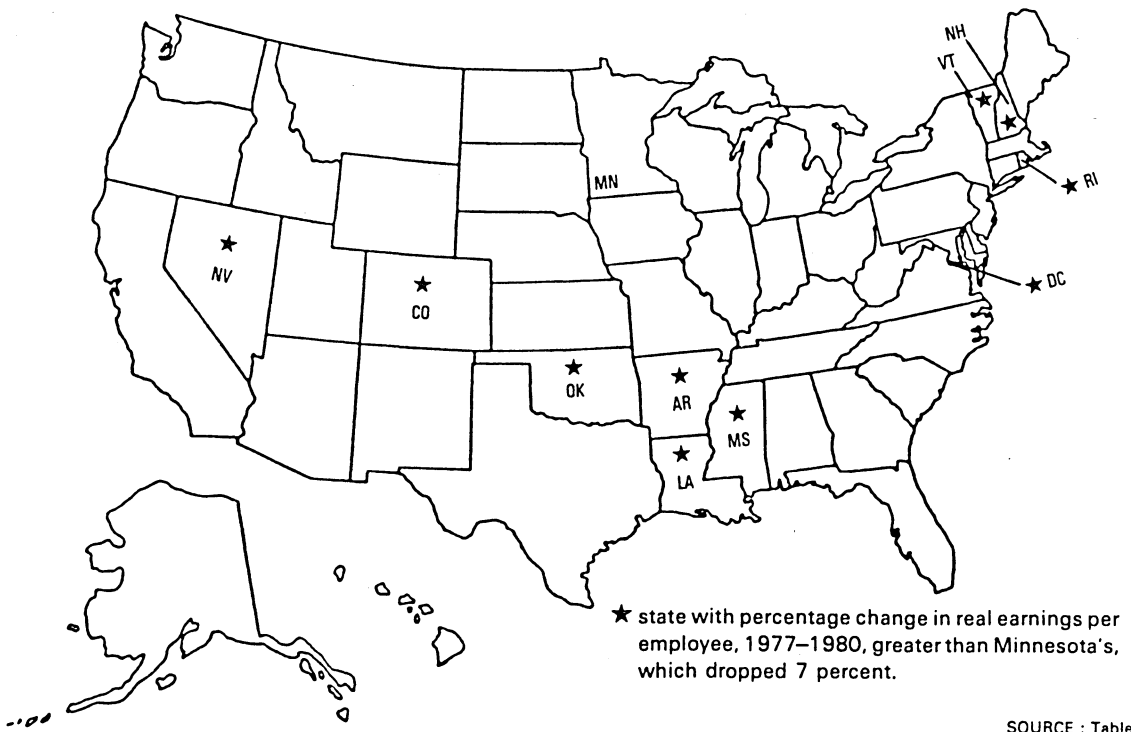 NH
VT
MN
★ RI
★
NV
★
CO
★ DC
★
OK
★
AR
★
MS
★
LA
★ state with percentage change in real earnings per
employee, 1977–1980, greater than Minnesota's,
which dropped 7 percent.
SOURCE : Table